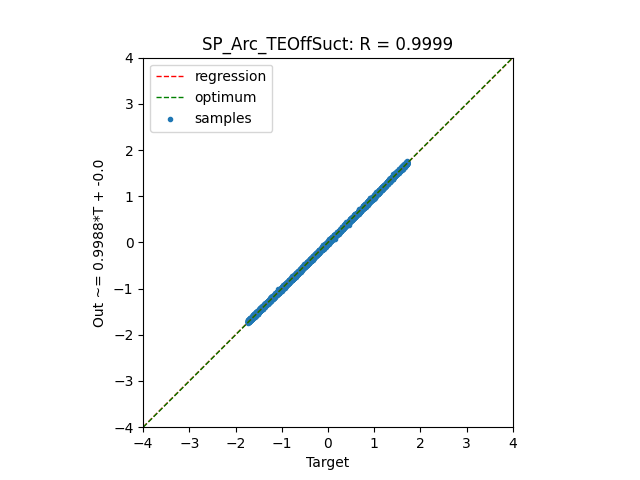 SP_Arc_TEOffSuct: R = 0.9999
regression
optimum
samples
Out ~= 0.9988*T + -0.0
4
3
2
1
0
−1
−2
−3
−4
−4 −3 −2 −1 0 1 2 3 4
Target